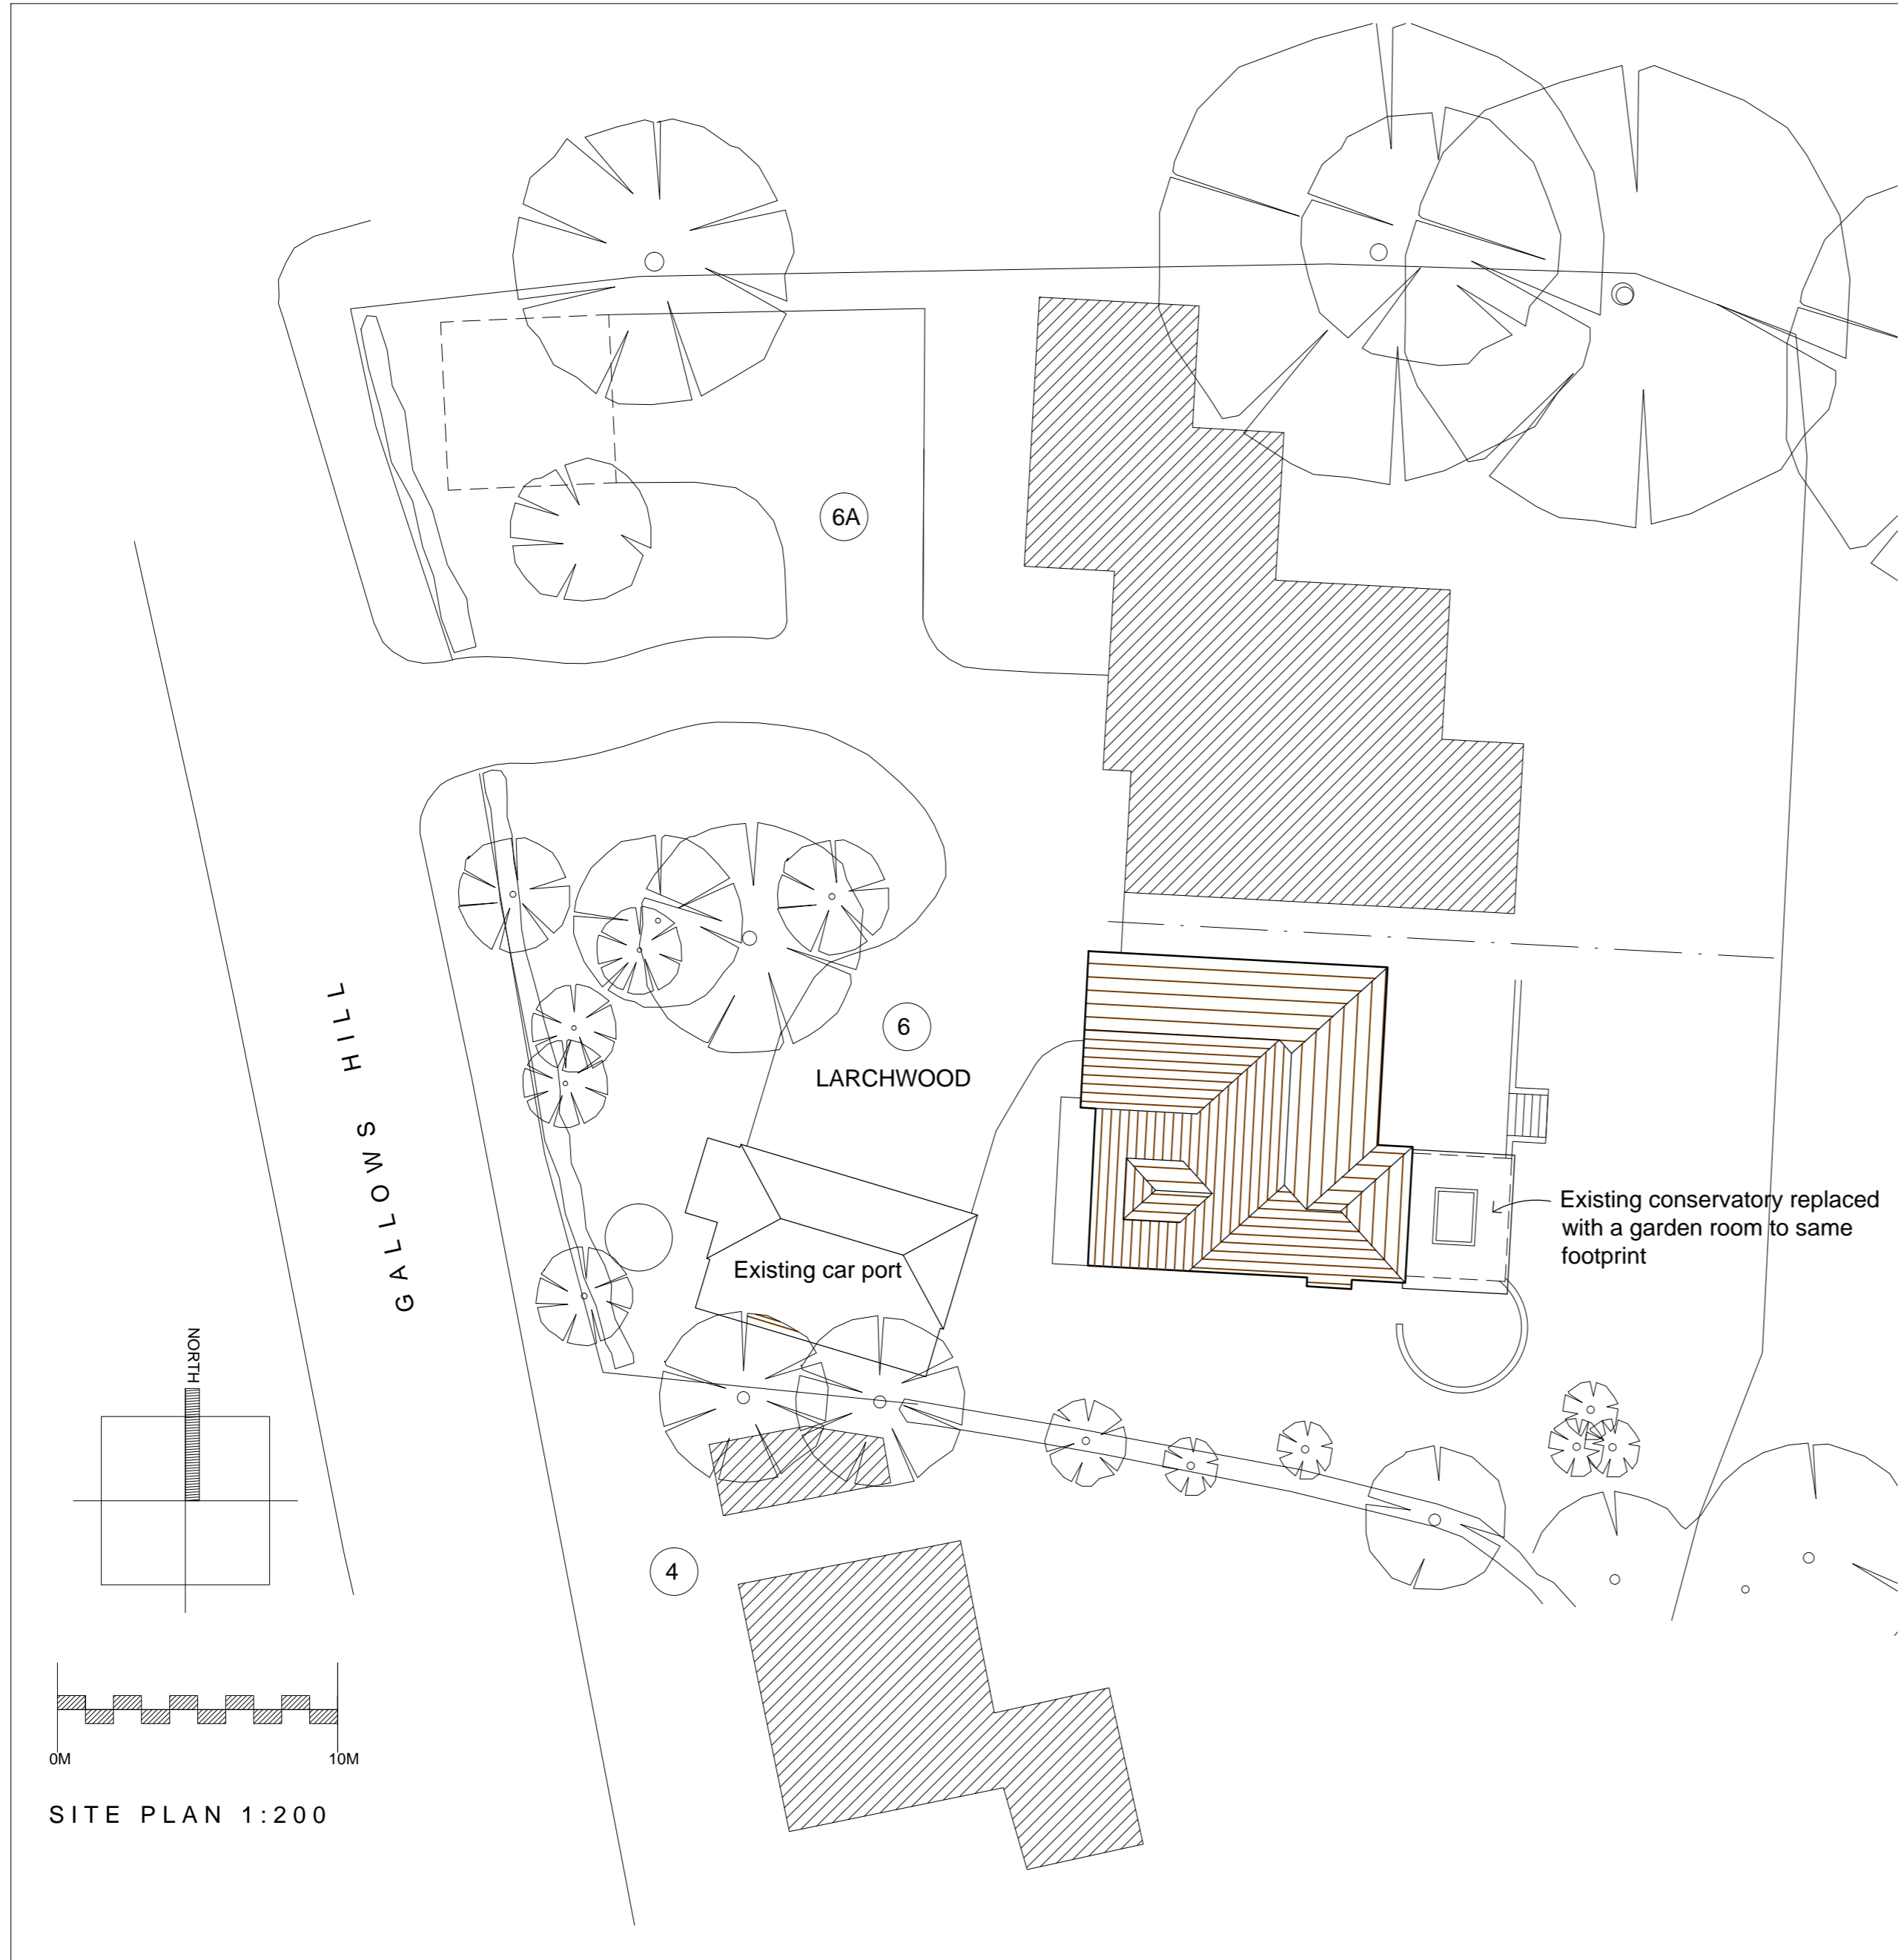 6A
6
LARCHWOOD
GALLOWS HILL
Existing conservatory replaced
with a garden room to same
footprint
Existing car port
NORTH
4
0M 10M
SITE PLAN 1:200